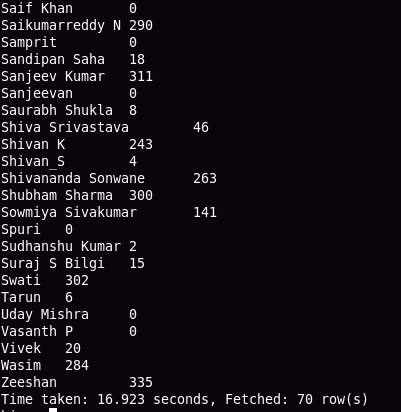 Saif Khan 0
Saikumarreddy N 290
Samprit 0
Sandipan Saha 18
Sanjeev Kumar 311
Sanjeevan 0
Saurabh Shukla 8
Shiva Srivastava 46
Shivan K 243
Shivan_S 4
Shivananda Sonwane 263
Shubham Sharma 300
Sowmiya Sivakumar 141
Spuri 0
Sudhanshu Kumar 2
Suraj S Bilgi 15
Swati 302
Tarun 6
Uday Mishra 0
Vasanth P 0
Vivek 20
Wasim 284
Zeeshan 335
Time taken: 16.923 seconds, Fetched: 70 row(s)